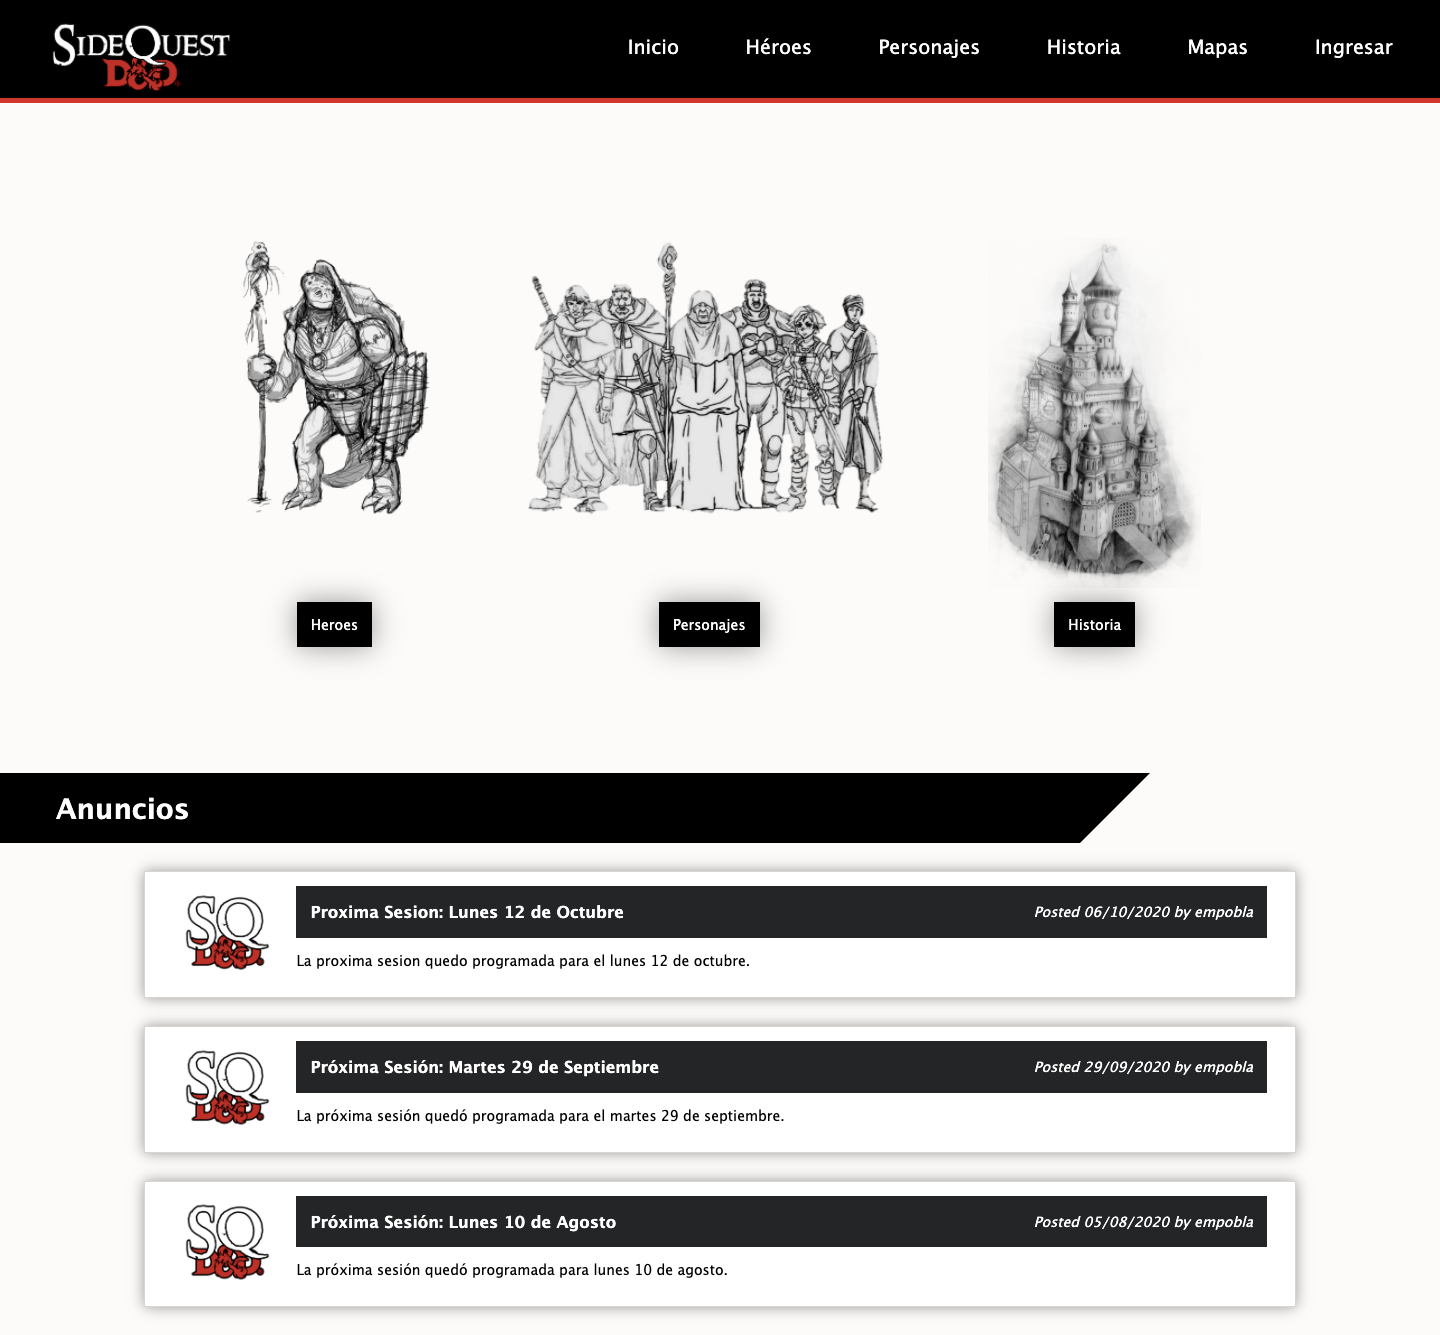 SIDEQUEST
D&D
Inicio Héroes Personajes Historia Mapas Ingresar
Heroes Personajes Historia
Anuncios
SQ
D&D
Proxima Sesion: Lunes 12 de Octubre Posted 06/10/2020 by empobla
La proxima sesion quedo programada para el lunes 12 de octubre.
SQ
D&D
Próxima Sesión: Martes 29 de Septiembre Posted 29/09/2020 by empobla
La próxima sesión quedó programada para el martes 29 de septiembre.
SQ
D&D
Próxima Sesión: Lunes 10 de Agosto Posted 05/08/2020 by empobla
La próxima sesión quedó programada para lunes 10 de agosto.